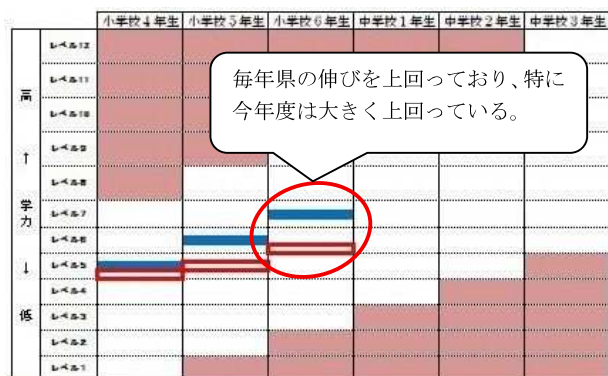 小学校4年生 小学校5年生 小学校6年生 中学校1年生 中学校2年生 中学校3年生
毎年県の伸びを上回っており、特に
今年度は大きく上回っている。
高
↑
学力
↓
低
レベル12
レベル11
レベル10
レベル9
レベル8
レベル7
レベル6
レベル5
レベル4
レベル3
レベル2
レベル1